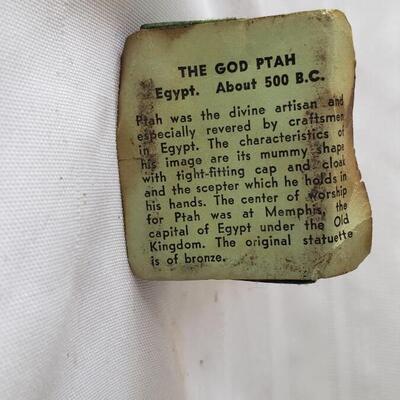 THE GOD PTAH
Egypt. About 500 B.C.
Ptah was the divine artisan and
especially revered by craftsmen
in Egypt. The characteristics of
his image are its mummy shape
with tight-fitting cap and cloak
and the scepter which he holds in
his hands. The center of worship
for Ptah was at Memphis, the
capital of Egypt under the Old
Kingdom. The original statuette
is of bronze.